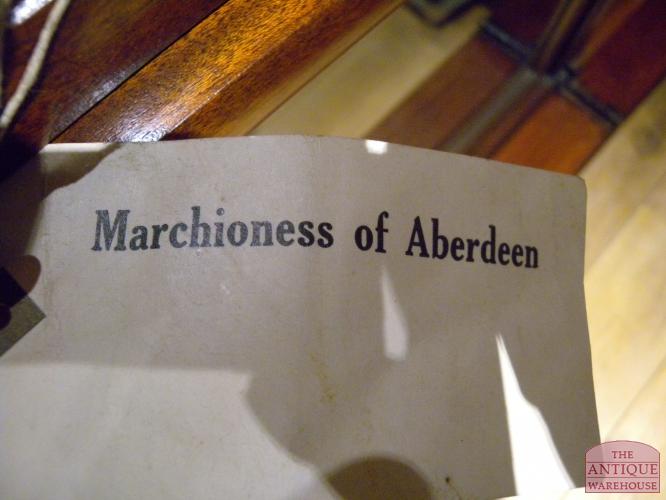 Marchioness of Aberdeen
THE
ANTIQUE
WAREHOUSE